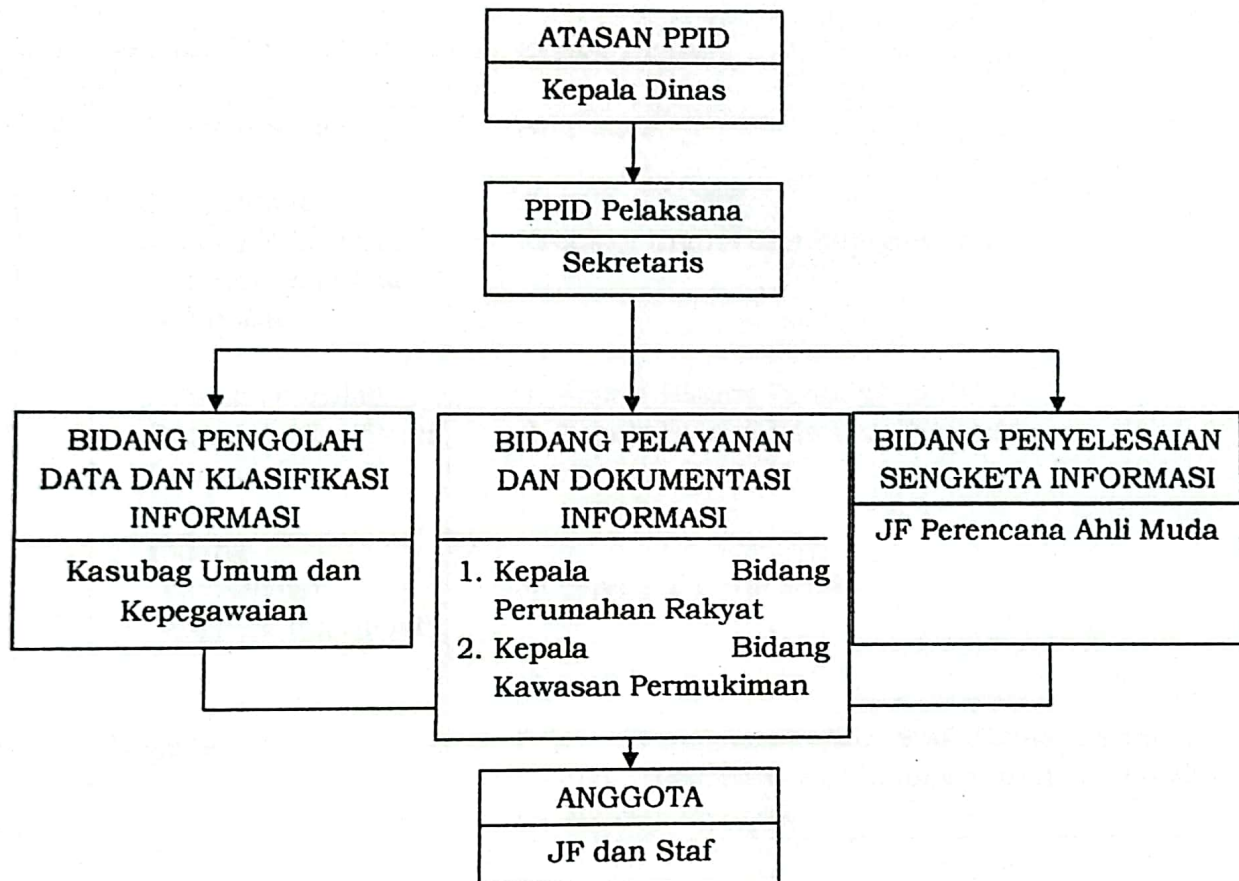 ATASAN PPID
Kepala Dinas
PPID Pelaksana
Sekretaris
BIDANG PENGOLAH
DATA DAN KLASIFIKASI
INFORMASI
Kasubag Umum dan
Kepegawaian
BIDANG PELAYANAN
DAN DOKUMENTASI
INFORMASI
1. Kepala Bidang
Perumahan Rakyat
2. Kepala Bidang
Kawasan Permukiman
BIDANG PENYELESAIAN
SENGKETA INFORMASI
JF Perencana Ahli Muda
ANGGOTA
JF dan Staf